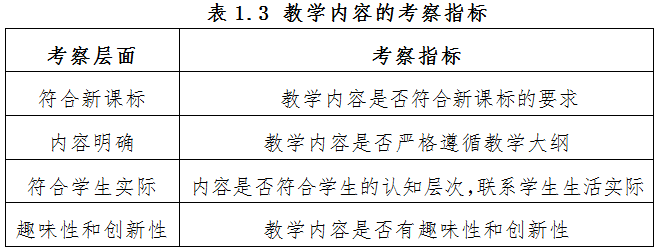 表 1.3 教学内容的考察指标
考察层面 考察指标
符合新课标 教学内容是否符合新课标的要求
内容明确 教学内容是否严格遵循教学大纲
符合学生实际 内容是否符合学生的认知层次,联系学生生活实际
趣味性和创新性 教学内容是否有趣味性和创新性